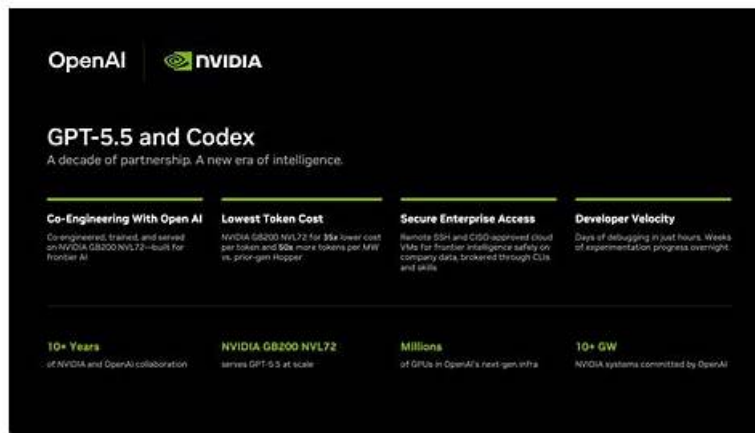 OpenAI
NVIDIA
GPT-5.5 and Codex
A decade of partnership. A new era of intelligence.
Co-Engineering With Open AI
Co-engineered, trained, and served
on NVIDIA GB200 NVL72—built for
frontier AI
Lowest Token Cost
NVIDIA GB200 NVL72 for 35x lower cost
per token and 50x more tokens per MW
vs. prior-gen Hopper
Secure Enterprise Access
Remote SSH and CISO-approved cloud
VMs for frontier intelligence safely on
company data, brokered through CLIs
and skills
Developer Velocity
Days of debugging in just hours. Weeks
of experimentation progress overnight
10+ Years
of NVIDIA and OpenAI collaboration
NVIDIA GB200 NVL72
serves GPT-5.5 at scale
Millions
of GPUs in OpenAI's next-gen infra
10+ GW
NVIDIA systems committed by OpenAI